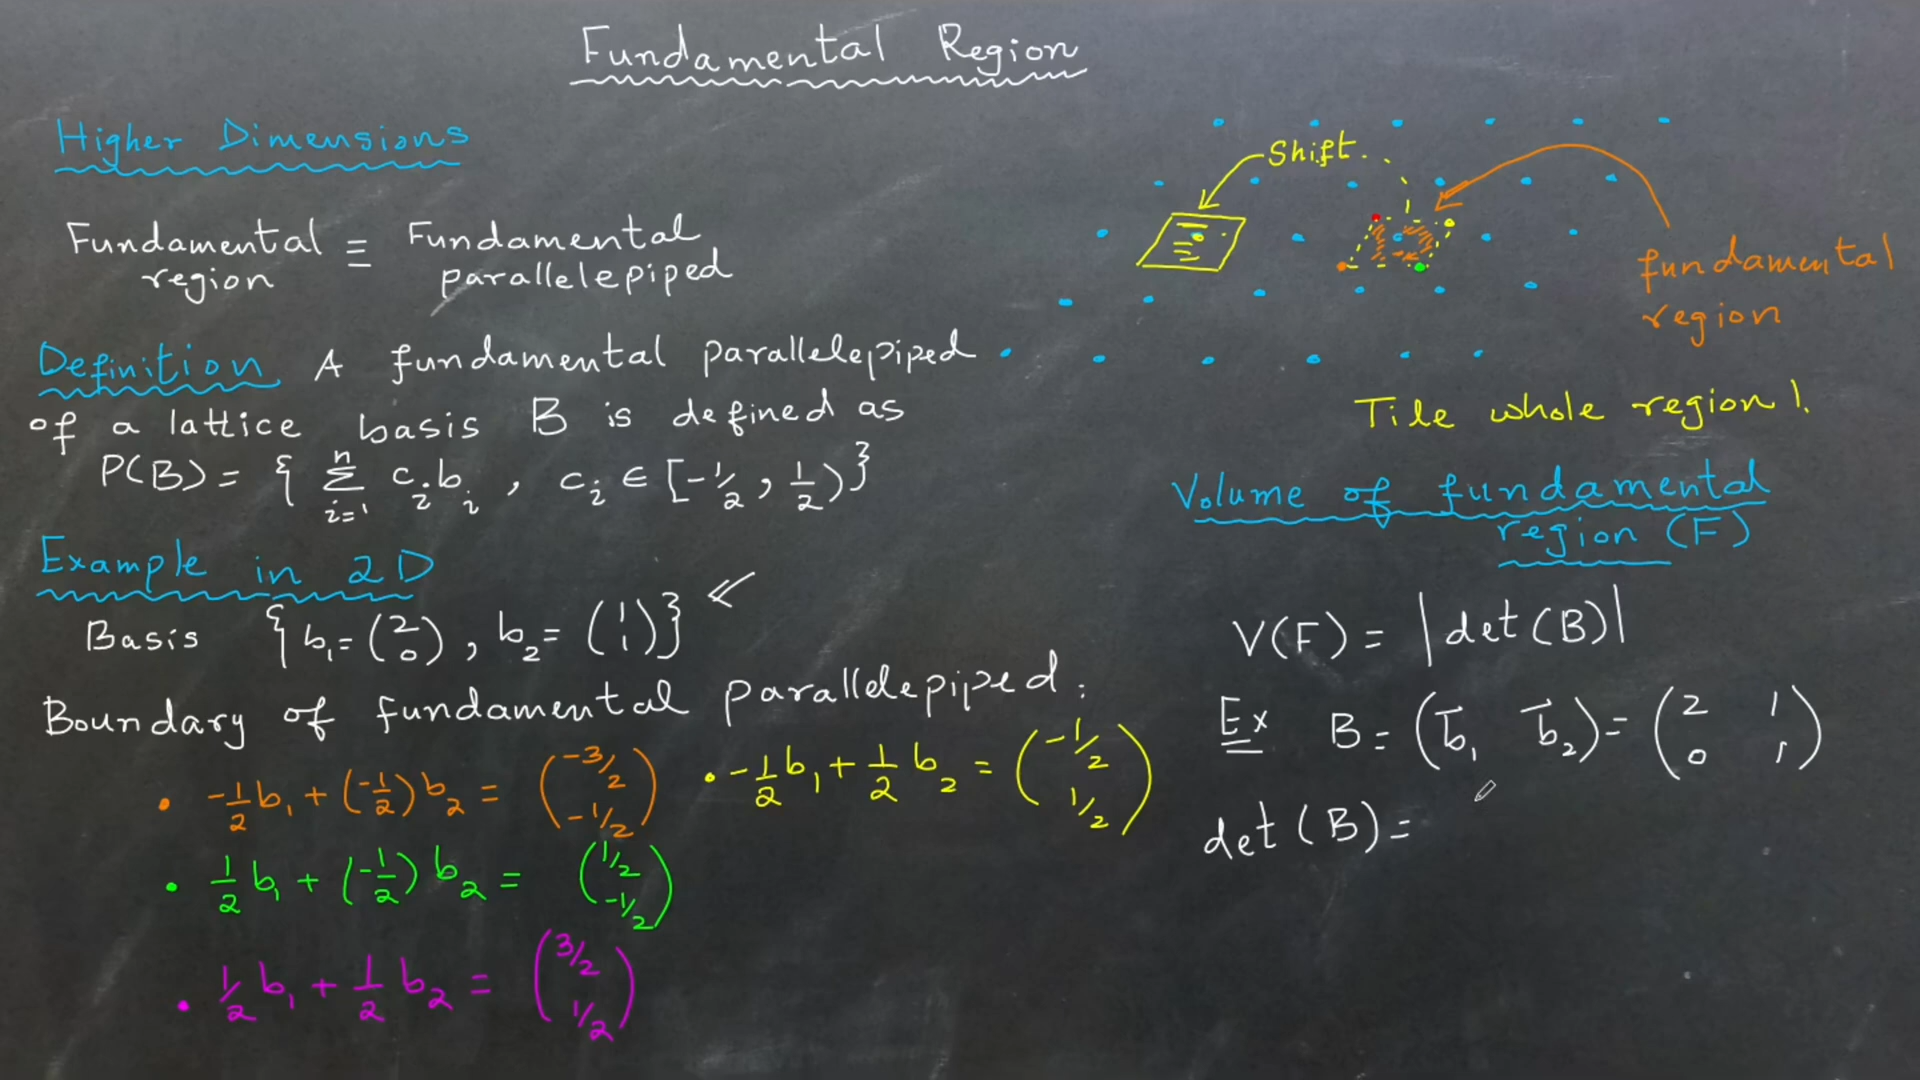 Fundamental Region
Higher Dimensions
Fundamental region ≡ Fundamental parallelepiped
Definition A fundamental parallelepiped
of a lattice basis B is defined as
P(B) = { Σ_{i=1}^{n} c_i b_i , c_i ∈ [-1/2 , 1/2) }
Example in 2D
Basis { b₁ = (2 0) , b₂ = (1 1) } <<
Boundary of fundamental parallelepiped:
• -1/2 b₁ + (-1/2) b₂ = (-3/2 -1/2)
• -1/2 b₁ + 1/2 b₂ = (-1/2 1/2)
• 1/2 b₁ + (-1/2) b₂ = (1/2 -1/2)
• 1/2 b₁ + 1/2 b₂ = (3/2 1/2)
Shift..
fundamental
region
Tile whole region!
Volume of fundamental
region (F)
V(F) = |det(B)|
Ex B = (b₁ b₂) = (2 1 0 1)
det(B) =